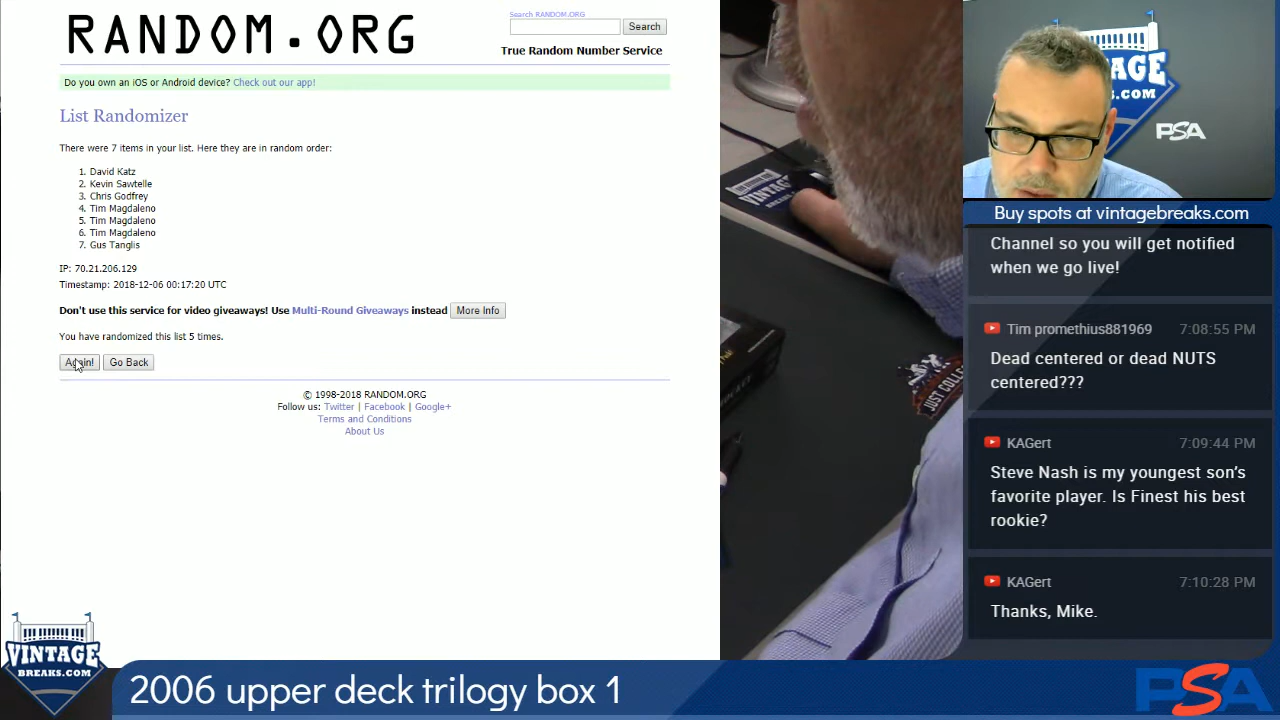 RANDOM.ORG
Search RANDOM.ORG
Search
True Random Number Service
Do you own an iOS or Android device? Check out our app!
List Randomizer
There were 7 items in your list. Here they are in random order:
1. David Katz
2. Kevin Sawtelle
3. Chris Godfrey
4. Tim Magdaleno
5. Tim Magdaleno
6. Tim Magdaleno
7. Gus Tanglis
IP: 70.21.206.129
Timestamp: 2018-12-06 00:17:20 UTC
Don't use this service for video giveaways! Use Multi-Round Giveaways instead
More Info
You have randomized this list 5 times.
Again!
Go Back
© 1998-2018 RANDOM.ORG
Follow us: Twitter | Facebook | Google+
Terms and Conditions
About Us
VINTAGE
JUST
PSA
Buy spots at vintagebreaks.com
Channel so you will get notified
when we go live!
Tim promethius881969 7:08:55 PM
Dead centered or dead NUTS
centered???
KAGert 7:09:44 PM
Steve Nash is my youngest son's
favorite player. Is Finest his best
rookie?
KAGert 7:10:28 PM
Thanks, Mike.
VINTAGE
BREAKS.COM
2006 upper deck trilogy box 1
PSA